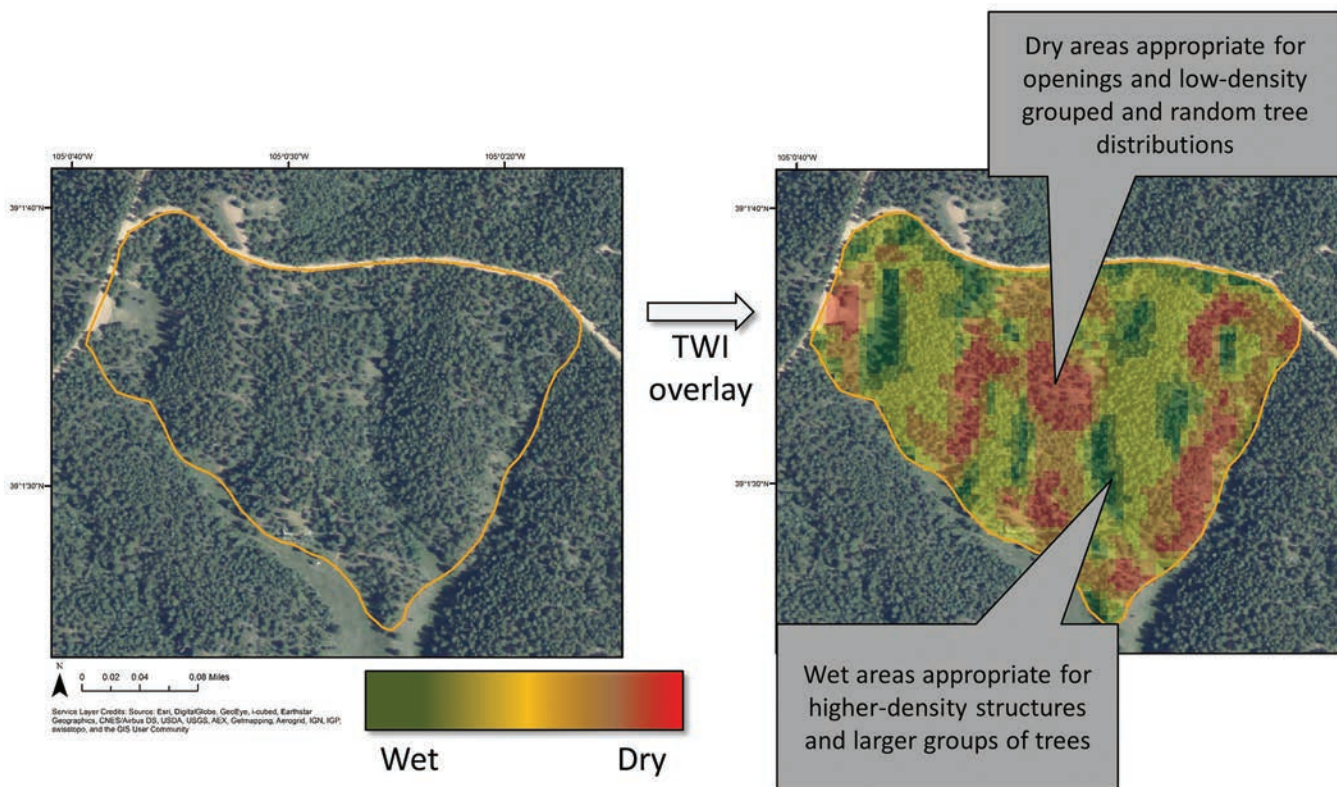 Dry areas appropriate for
openings and low-density
grouped and random tree
distributions
105°0'40"W
105°0'30"W
105°0'20"W
39°1'40"N
39°1'30"N
TWI
overlay
105°0'40"W
39°1'40"N
39°1'30"N
Wet areas appropriate for
higher-density structures
and larger groups of trees
N
0 0.02 0.04 0.08 Miles
Service Layer Credits: Source: Esri, DigitalGlobe, GeoEye, i-cubed, Earthstar
Geographics, CNES/Airbus DS, USDA, USGS, AEX, Getmapping, Aerogrid, IGN, IGP,
swisstopo, and the GIS User Community
Wet Dry